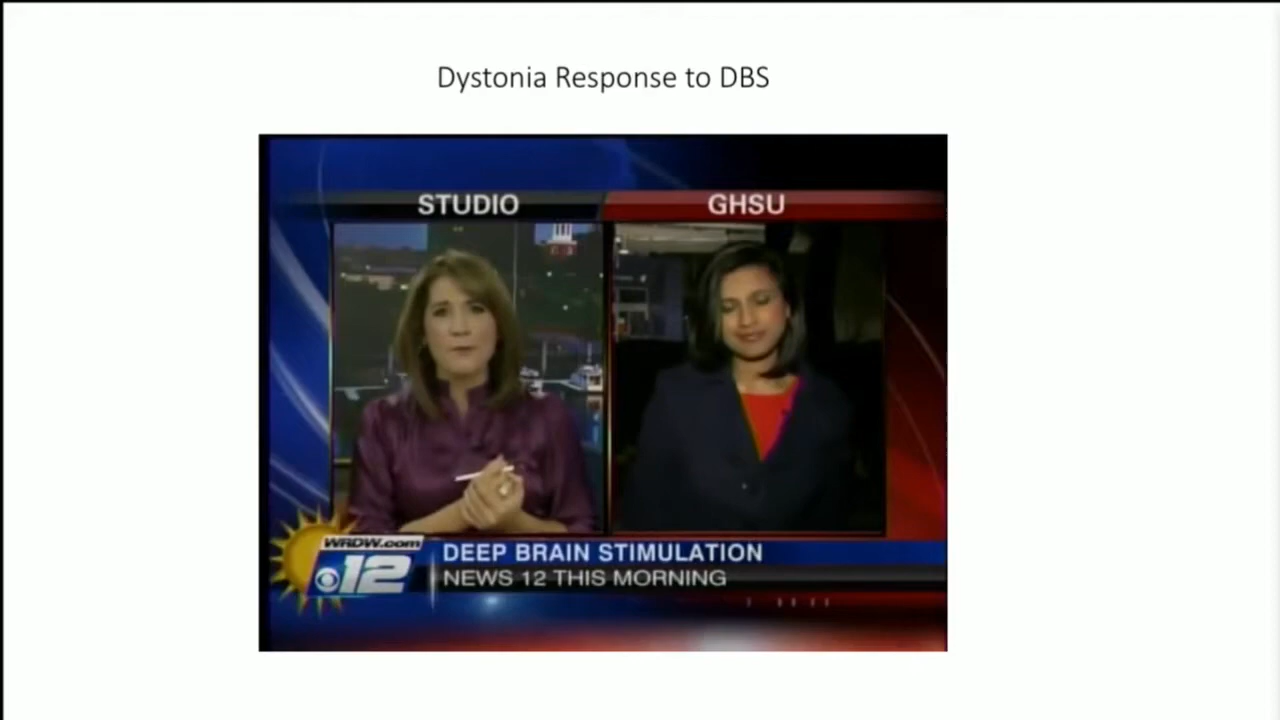 Dystonia Response to DBS
STUDIO
GHSU
WRDW.com
12
DEEP BRAIN STIMULATION
NEWS 12 THIS MORNING